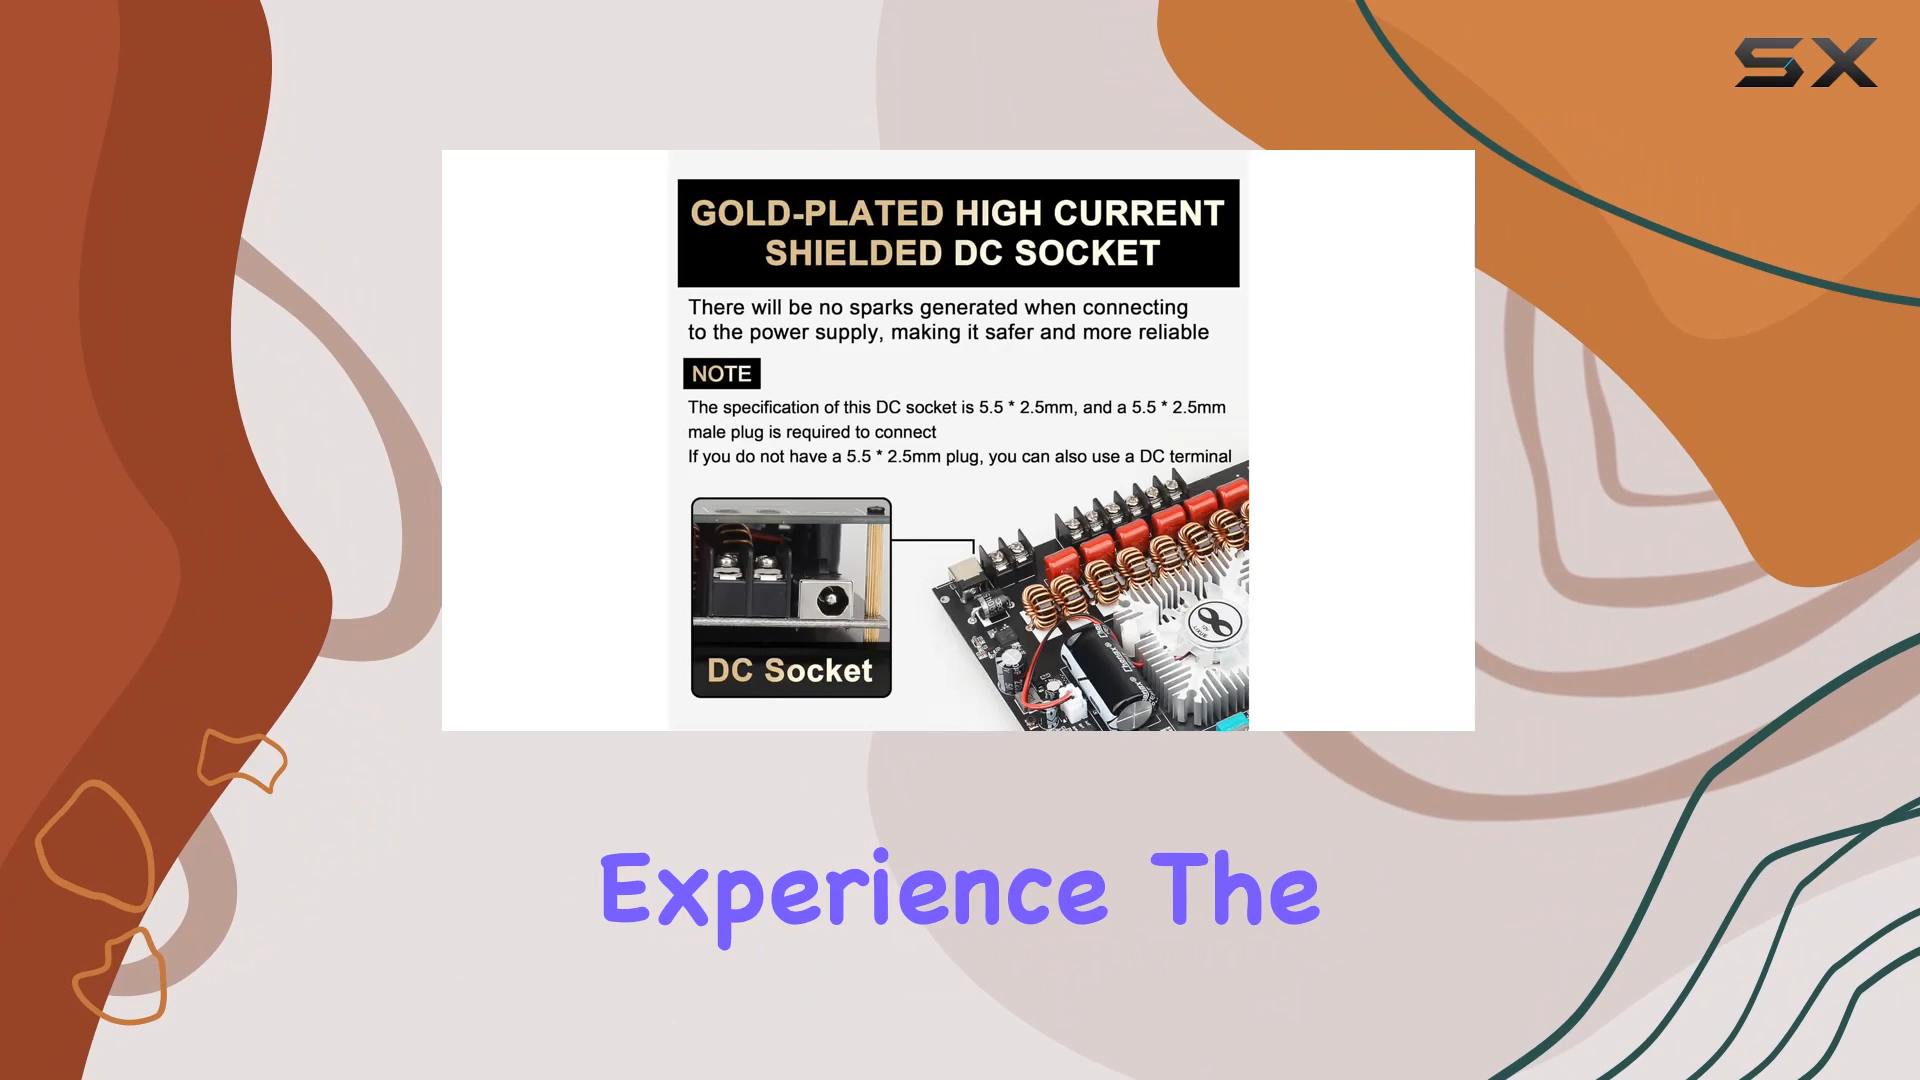 SX
GOLD-PLATED HIGH CURRENT
SHIELDED DC SOCKET
There will be no sparks generated when connecting
to the power supply, making it safer and more reliable
NOTE
The specification of this DC socket is 5.5 * 2.5mm, and a 5.5 * 2.5mm
male plug is required to connect
If you do not have a 5.5 * 2.5mm plug, you can also use a DC terminal
DC Socket
Experience The